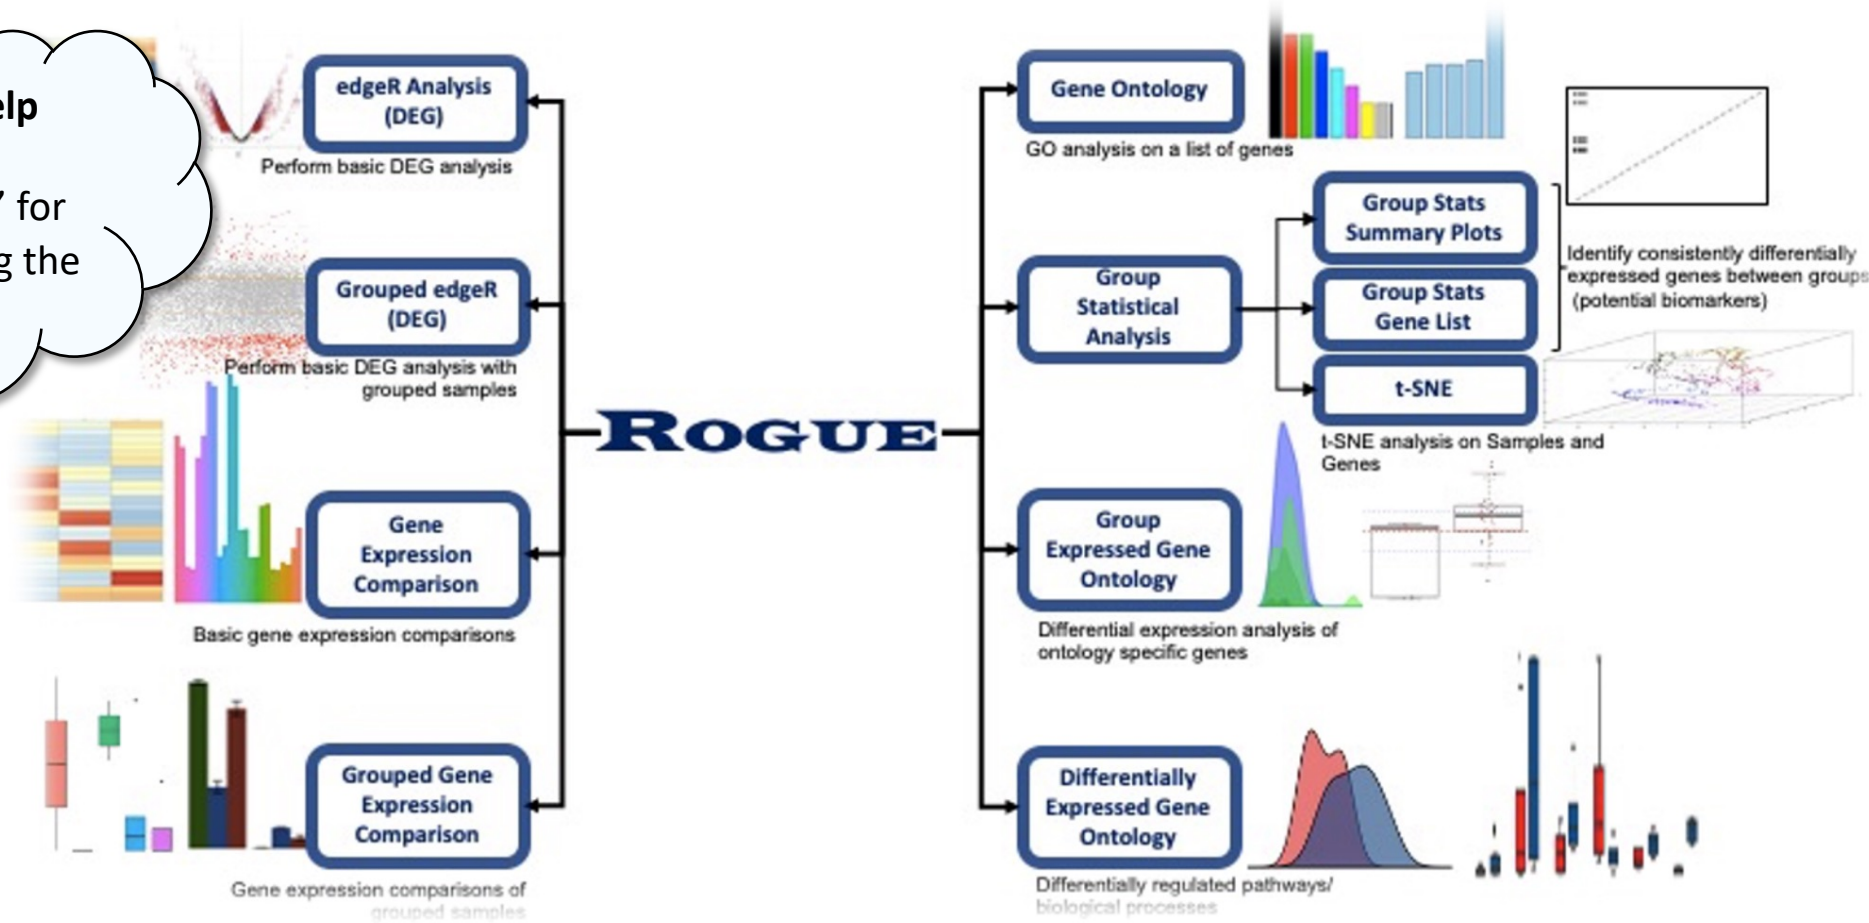 elp
for
g the
edgeR Analysis
(DEG)
Perform basic DEG analysis
Grouped edgeR
(DEG)
Perform basic DEG analysis with
grouped samples
Gene
Expression
Comparison
Basic gene expression comparisons
Grouped Gene
Expression
Comparison
Gene expression comparisons of
grouped samples
ROGUE
Gene Ontology
GO analysis on a list of genes
Group
Statistical
Analysis
Group Stats
Summary Plots
Group Stats
Gene List
Identify consistently differentially
expressed genes between groups
(potential biomarkers)
t-SNE
t-SNE analysis on Samples and
Genes
Group
Expressed Gene
Ontology
Differential expression analysis of
ontology specific genes
Differentially
Expressed Gene
Ontology
Differentially regulated pathways/
biological processes